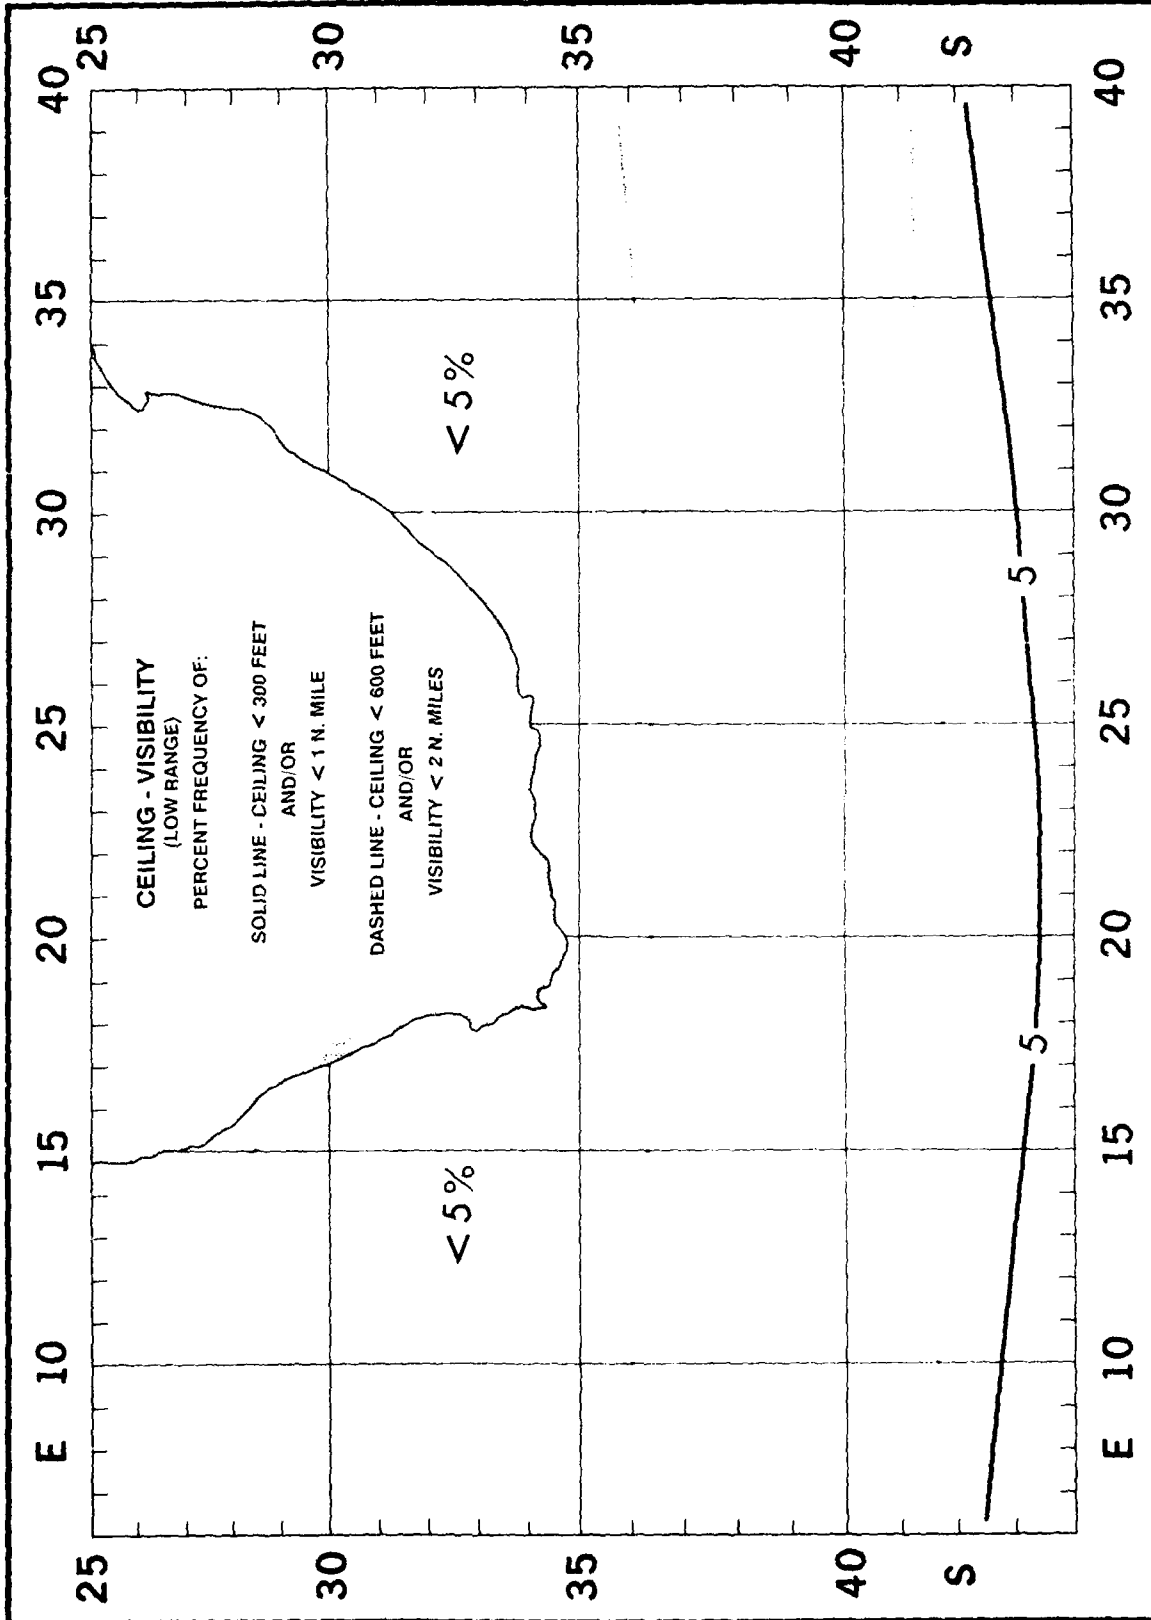 25 30 35 40 S
E 10 15 20 25 30 35 40
CEILING - VISIBILITY
(LOW RANGE)
PERCENT FREQUENCY OF:
SOLID LINE - CEILING < 300 FEET
AND/OR
VISIBILITY < 1 N. MILE
DASHED LINE - CEILING < 600 FEET
AND/OR
VISIBILITY < 2 N. MILES
< 5%
< 5%
5
5
E 10 15 20 25 30 35 40
25 30 35 40 S